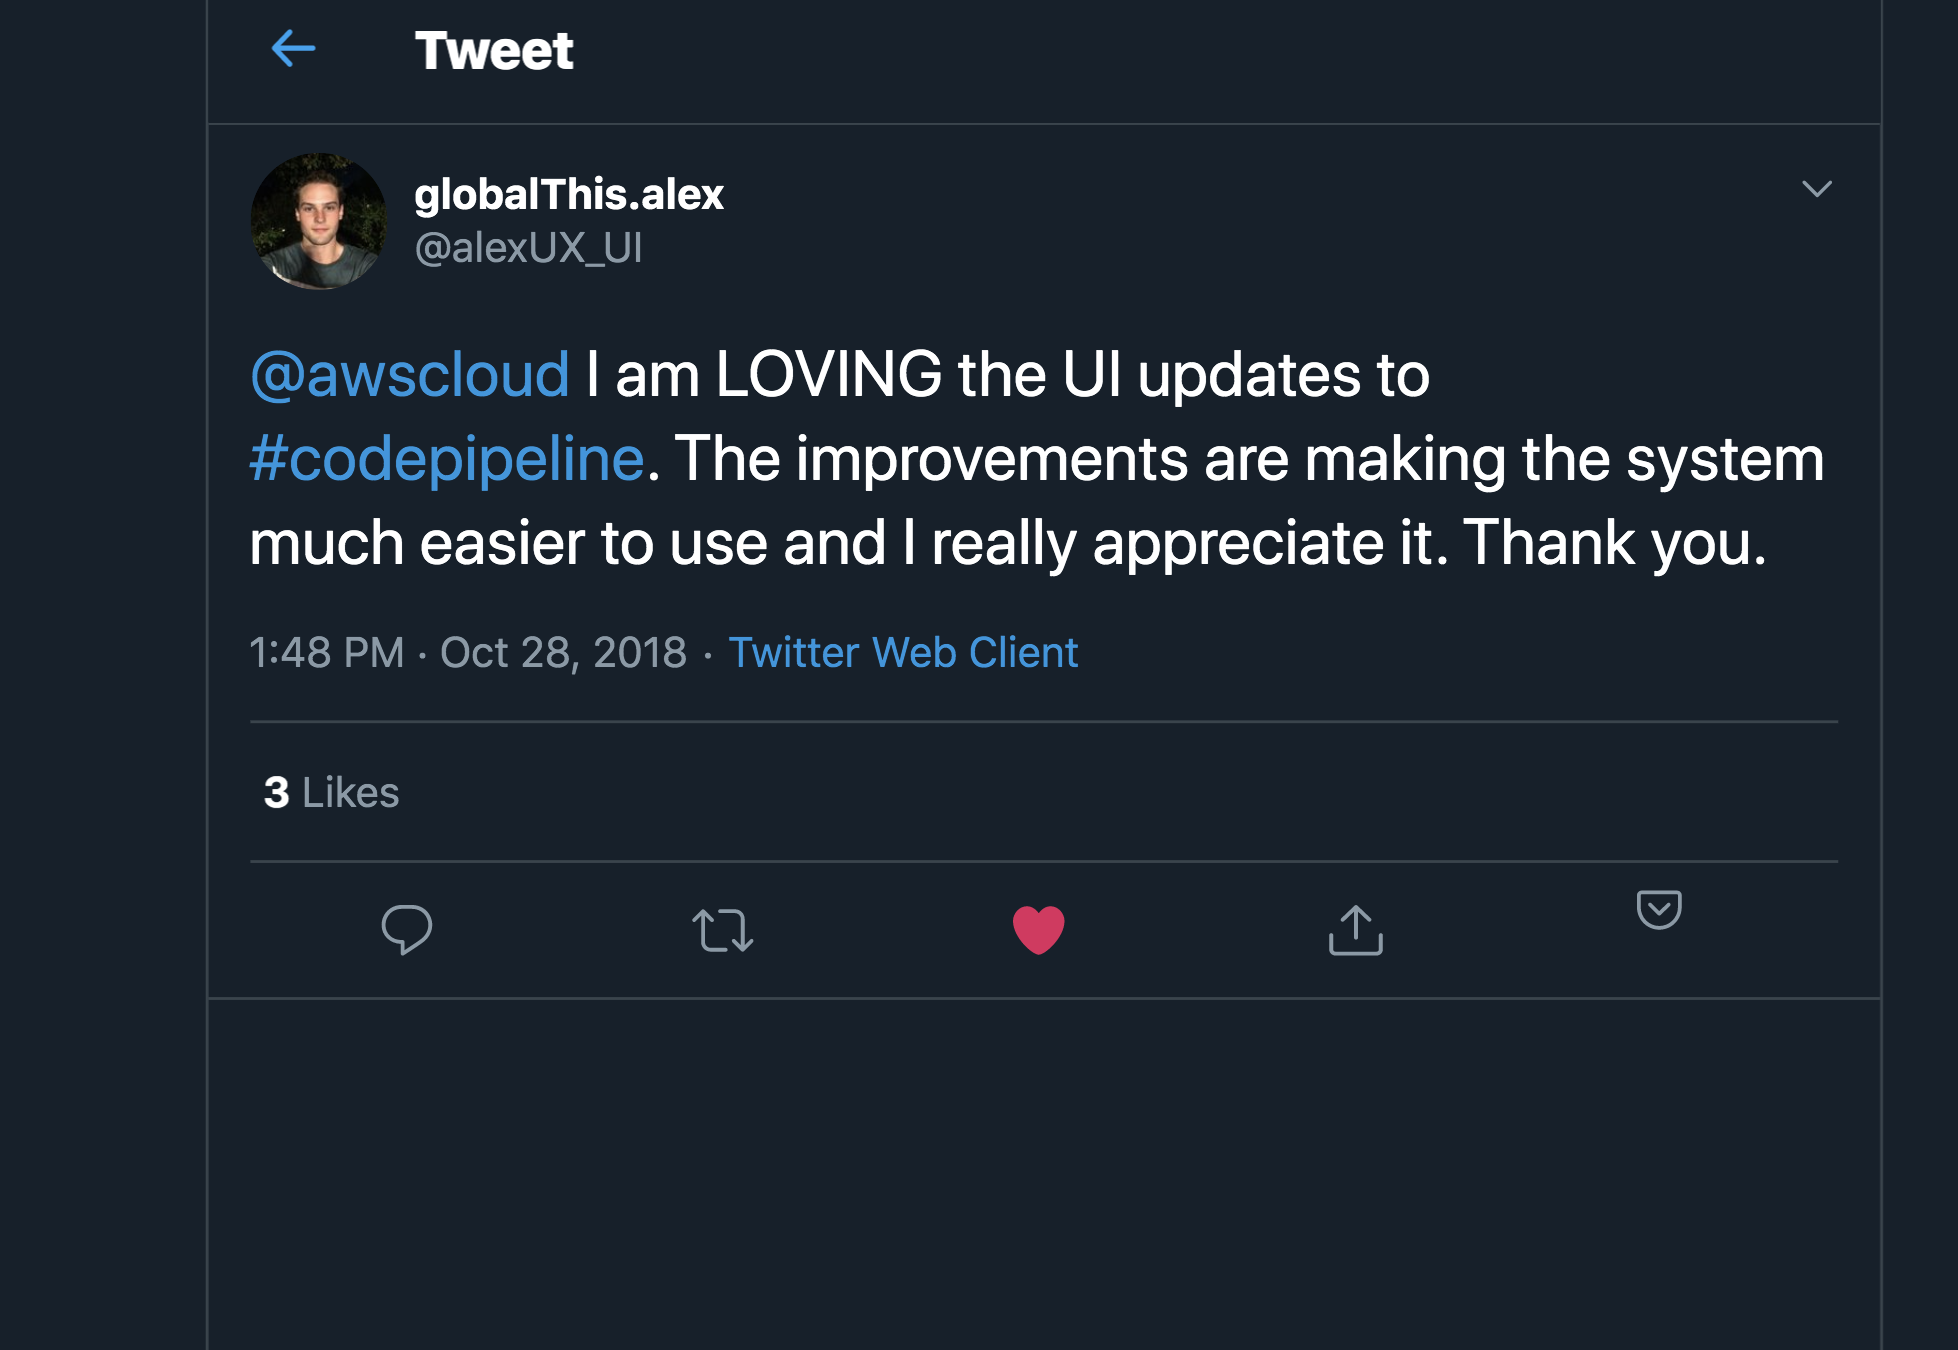 Tweet
globalThis.alex
@alexUX_UI
@awscloud I am LOVING the UI updates to
#codepipeline. The improvements are making the system
much easier to use and I really appreciate it. Thank you.
1:48 PM · Oct 28, 2018 · Twitter Web Client
3 Likes